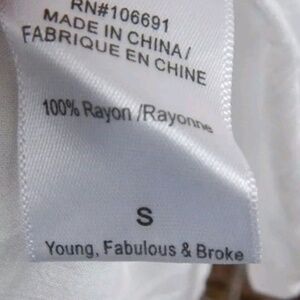 RN#106691
MADE IN CHINA/
FABRIQUE EN CHINE
100% Rayon /Rayonne
S
Young, Fabulous & Broke